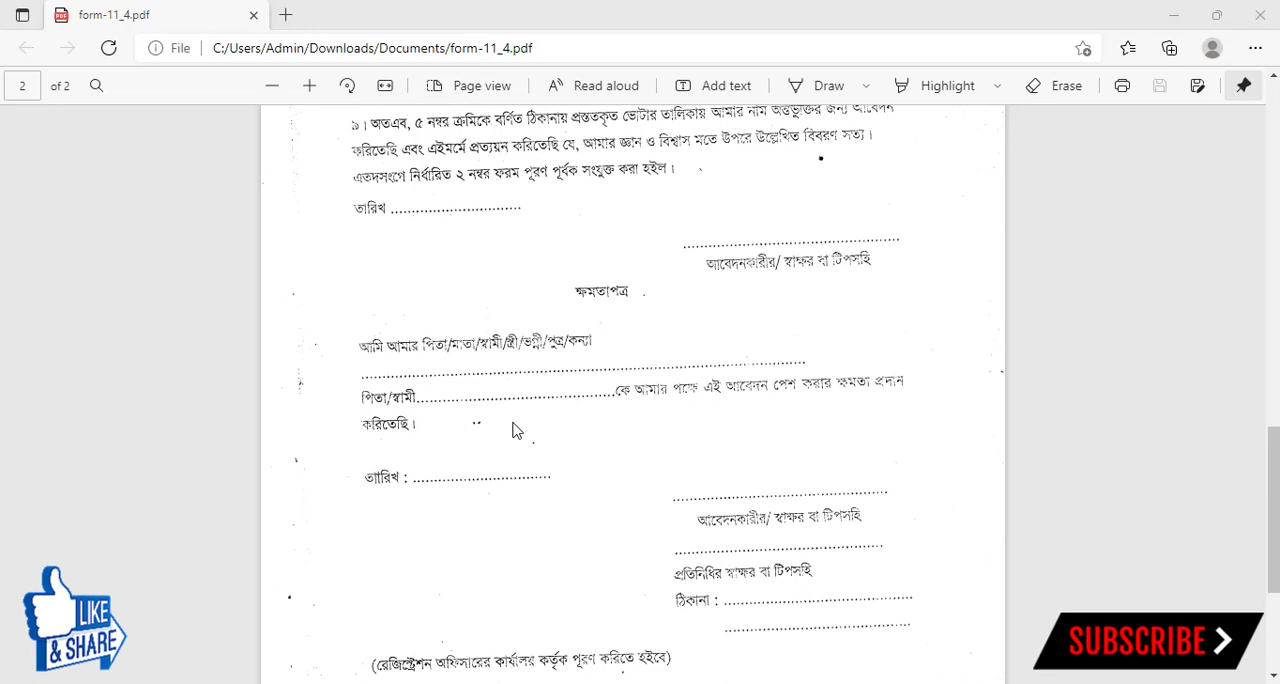 form-11_4.pdf
File C:/Users/Admin/Downloads/Documents/form-11_4.pdf
2 of 2 Page view Read aloud Add text Draw Highlight Erase
৯। অতএব, ৫ নম্বর ক্রমিকে বর্ণিত ঠিকানায় প্রস্ততকৃত ভোটার তালিকায় আমার নাম অন্তর্ভুক্তির জন্য আবেদন
করিতেছি এবং এইমর্মে প্রত্যয়ন করিতেছি যে, আমার জ্ঞান ও বিশ্বাস মতে উপরে উল্লেখিত বিবরণ সত্য।
এতদসংগে নির্ধারিত ২ নম্বর ফরম পূরণ পূর্বক সংযুক্ত করা হইল।
তারিখ ...............................
.........................................
আবেদনকারীর/ স্বাক্ষর বা টিপসহি
ক্ষমতাপত্র
আমি আমার পিতা/মাতা/স্বামী/স্ত্রী/ভগ্নী/পুত্র/কন্যা
....................................................................................
পিতা/স্বামী......................................কে আমার পক্ষে এই আবেদন পেশ করার ক্ষমতা প্রদান
করিতেছি।
তাারিখ : .................................
.........................................
আবেদনকারীর/ স্বাক্ষর বা টিপসহি
.........................................
প্রতিনিধির স্বাক্ষর বা টিপসহি
ঠিকানা : .....................................
.....................................
(রেজিস্ট্রেশন অফিসারের কার্যালয় কর্তৃক পূরণ করিতে হইবে)
LIKE
& SHARE
SUBSCRIBE